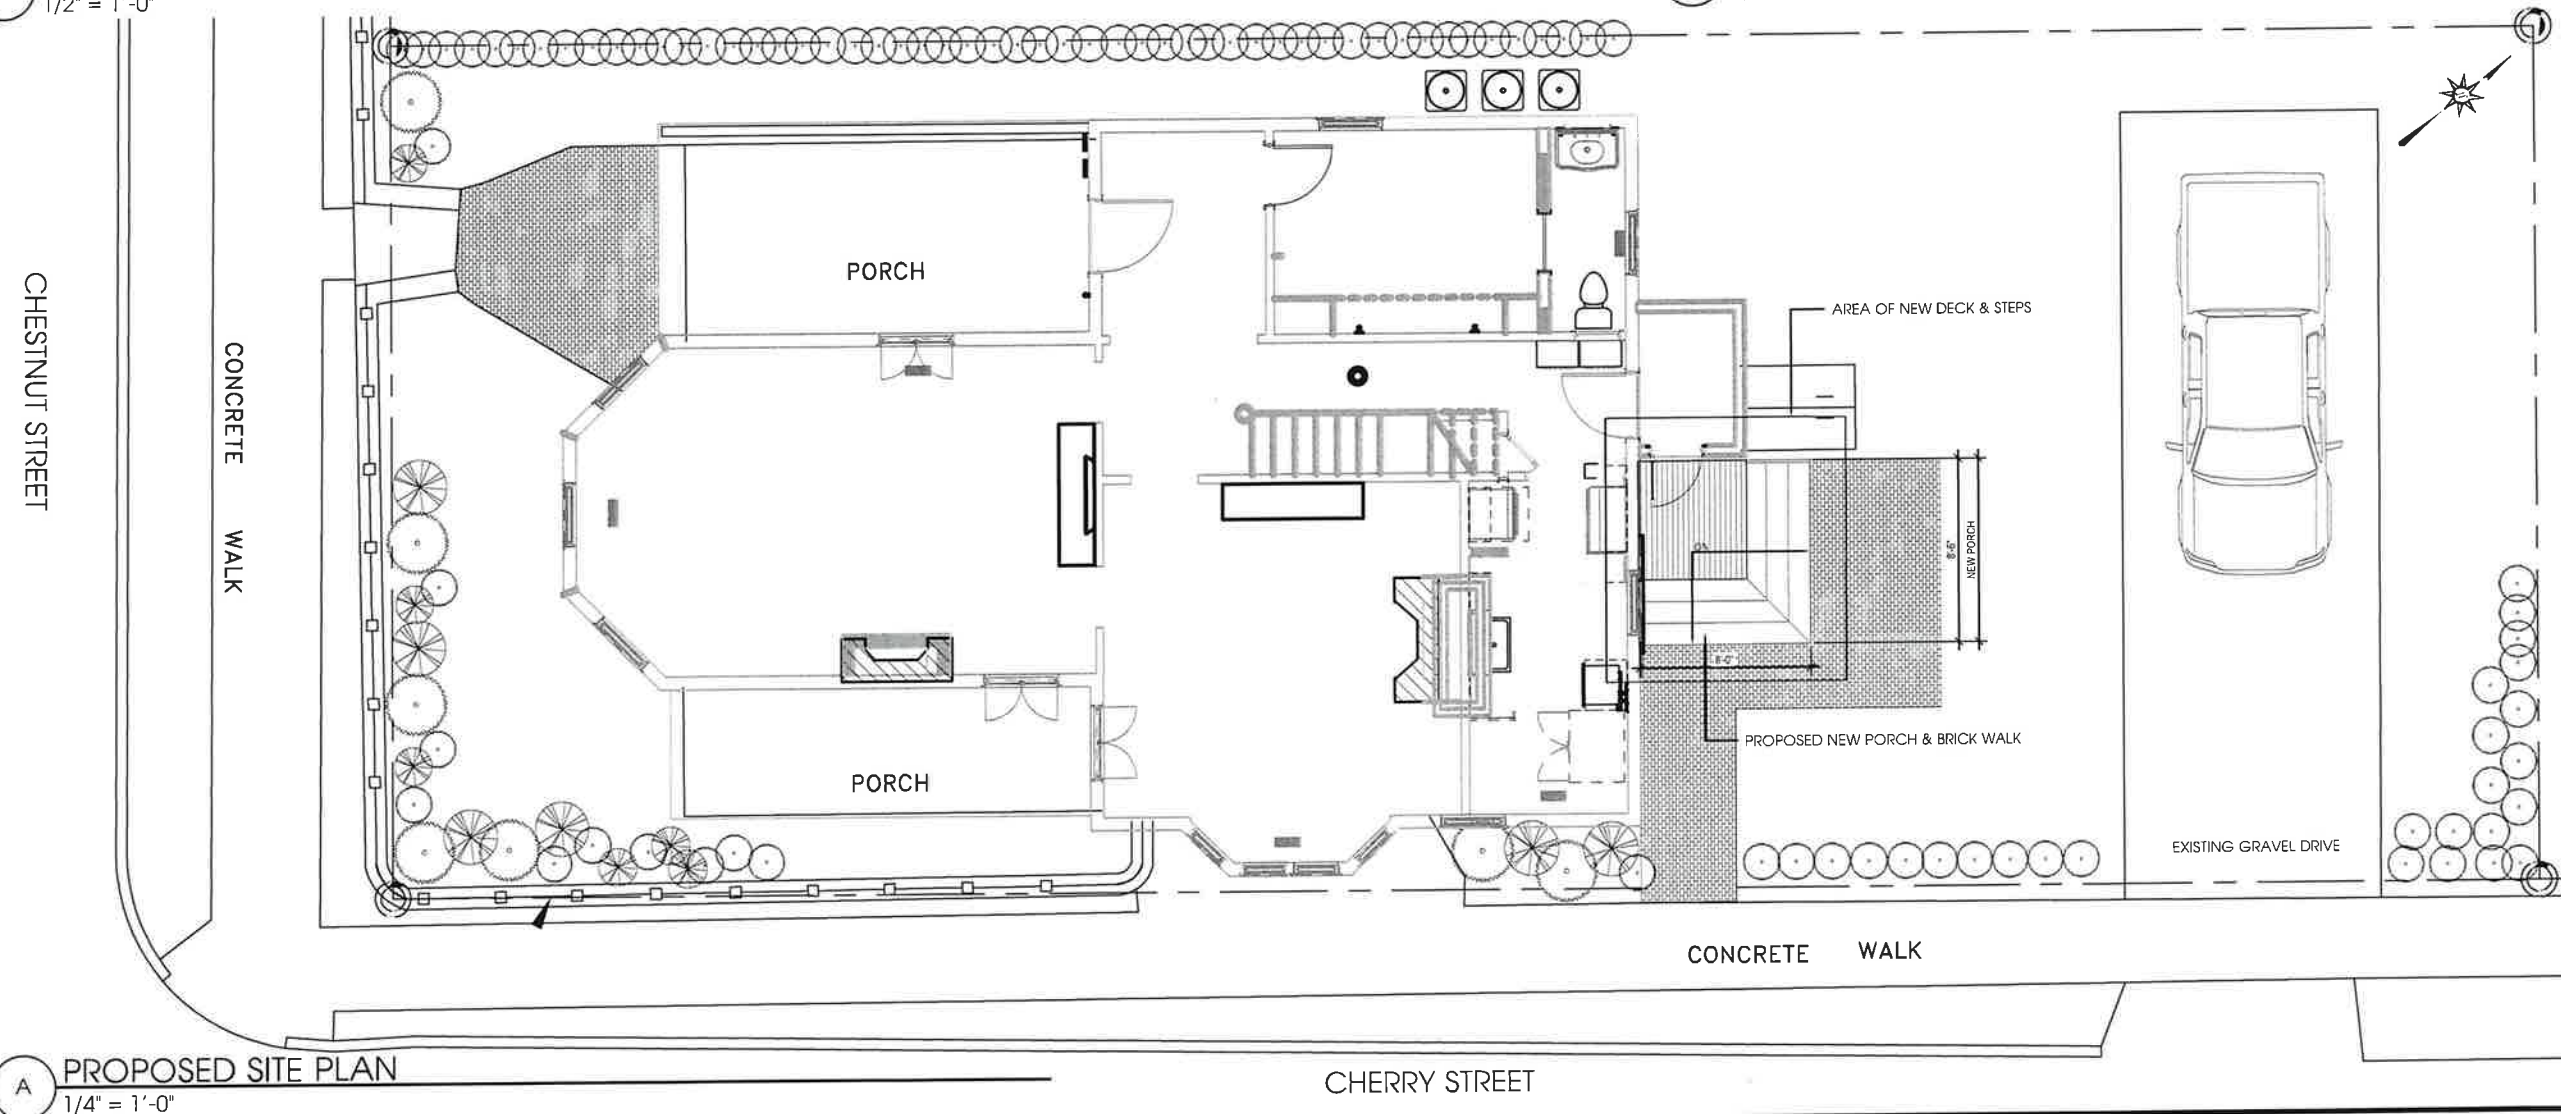 1/2" = 1'-0"
CHESTNUT STREET
CONCRETE WALK
PORCH
AREA OF NEW DECK & STEPS
8'-6"
NEW PORCH
8'-0"
PROPOSED NEW PORCH & BRICK WALK
PORCH
EXISTING GRAVEL DRIVE
CONCRETE WALK
A
PROPOSED SITE PLAN
1/4" = 1'-0"
CHERRY STREET